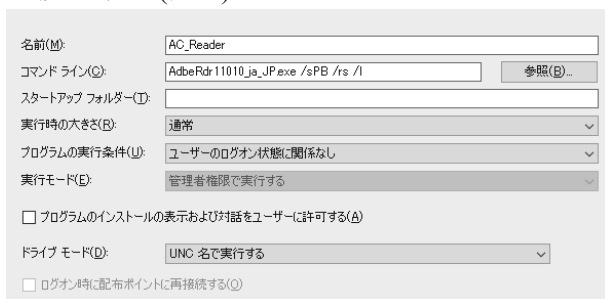 名前(M):
AC_Reader
コマンド ライン(C):
AdbeRdr11010_ja_JP.exe /sPB /rs /l
参照(B)...
スタートアップ フォルダー(T):
実行時の大きさ(R):
通常
プログラムの実行条件(U):
ユーザーのログオン状態に関係なし
実行モード(E):
管理者権限で実行する
プログラムのインストールの表示および対話をユーザーに許可する(A)
ドライブ モード(D):
UNC 名で実行する
ログオン時に配布ポイントに再接続する(O)